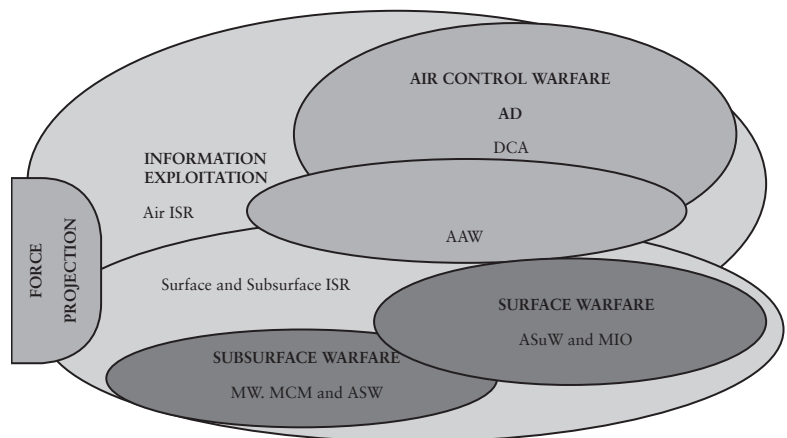 AIR CONTROL WARFARE
AD
DCA
INFORMATION
EXPLOITATION
Air ISR
AAW
FORCE
PROJECTION
Surface and Subsurface ISR
SURFACE WARFARE
ASuW and MIO
SUBSURFACE WARFARE
MW. MCM and ASW